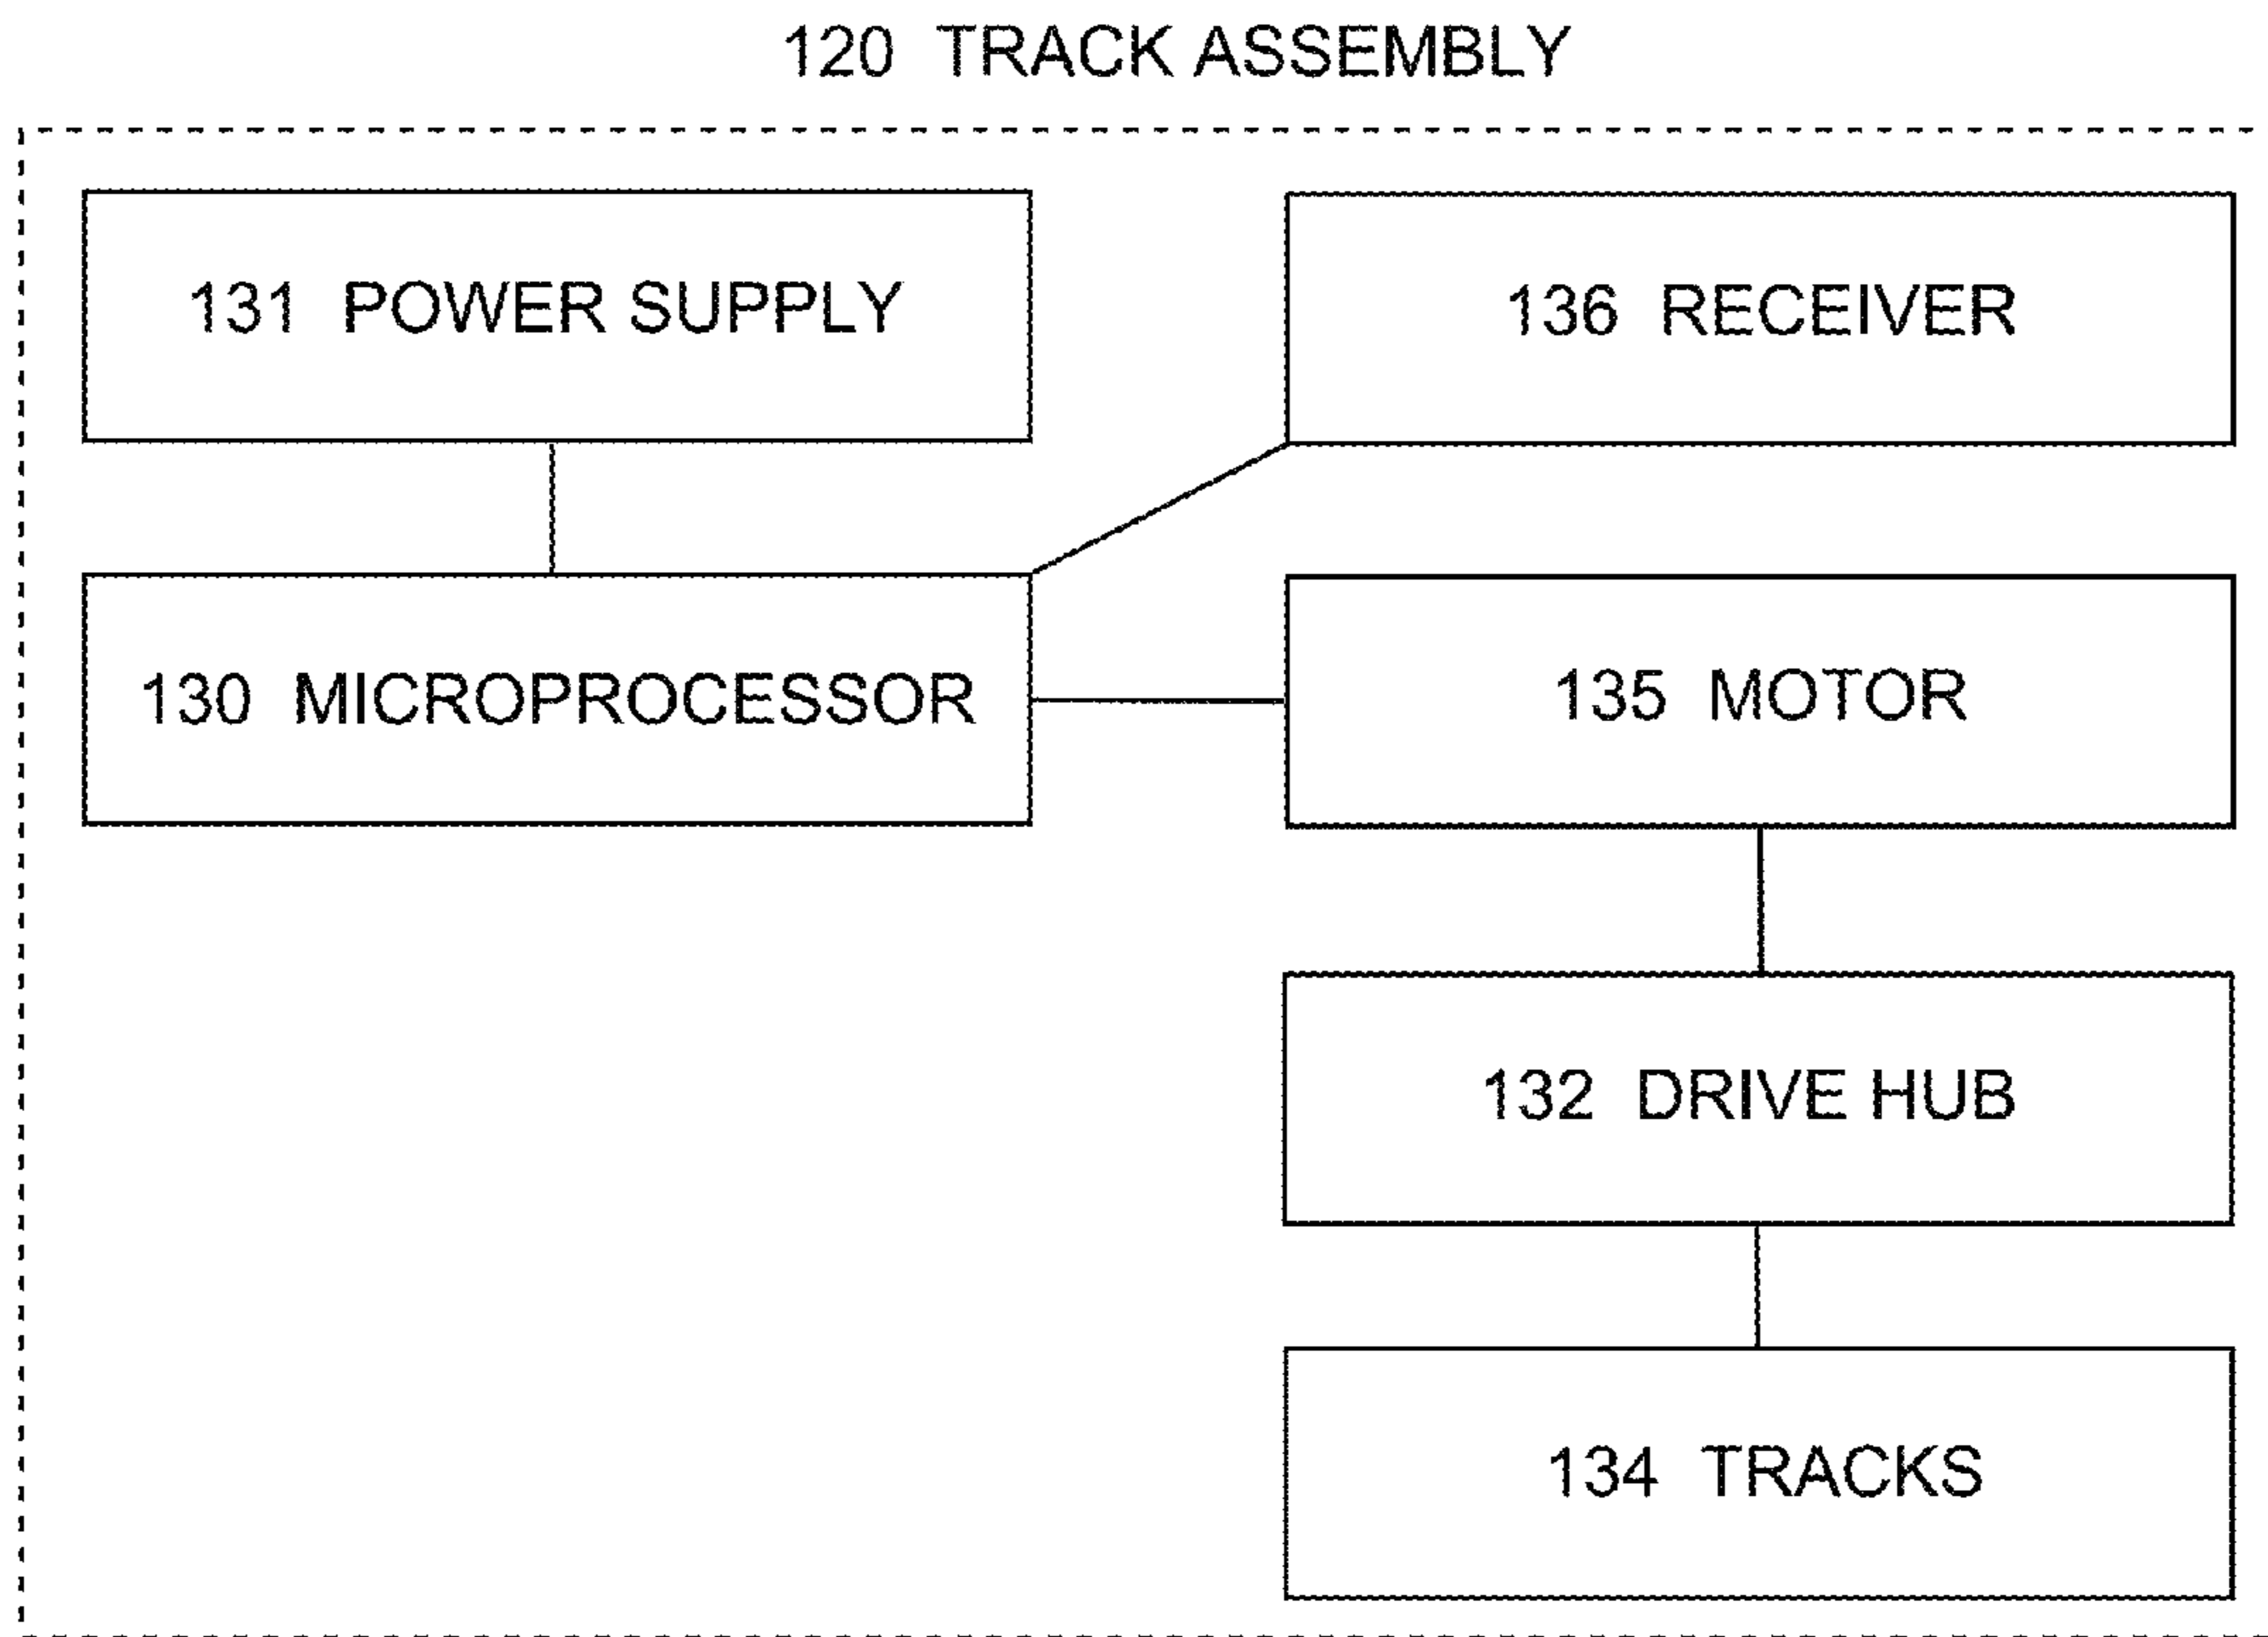 120 TRACK ASSEMBLY
131 POWER SUPPLY
136 RECEIVER
130 MICROPROCESSOR
135 MOTOR
132 DRIVE HUB
134 TRACKS